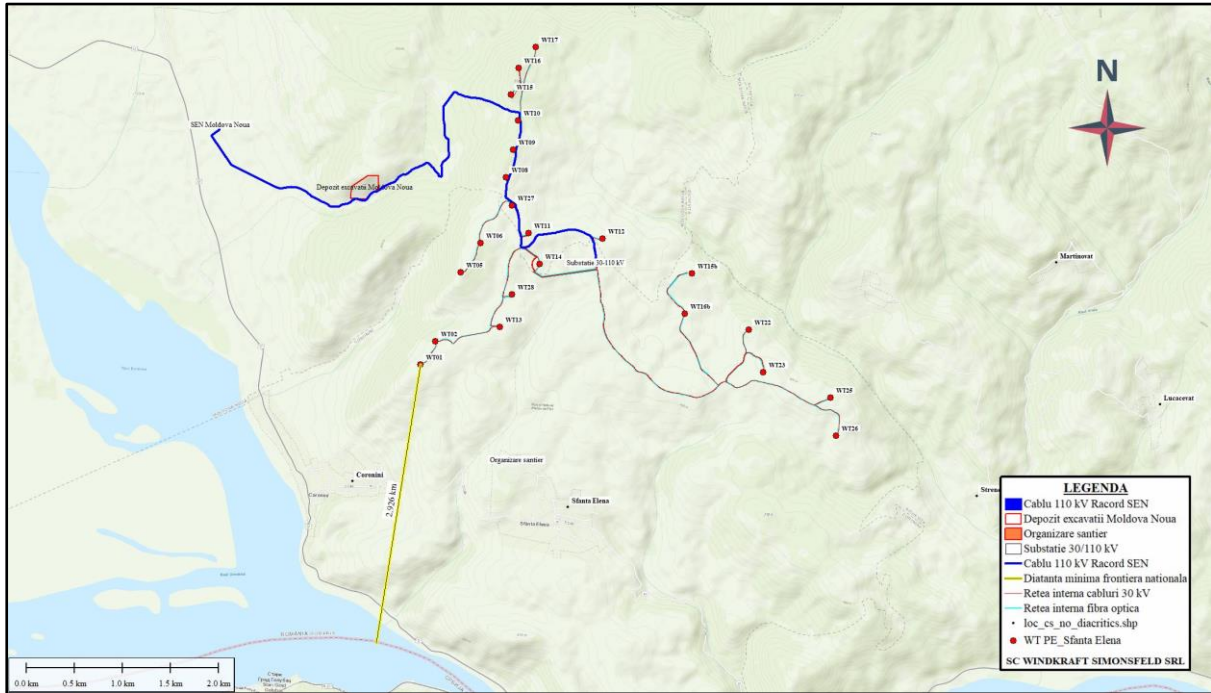 WT17
WT16
WT15
WT10
SEN Moldova Noua
WT09
N
WT08
Depozit excavatii Moldova Noua
WT27
WT11
WT12
WT06
WT14
Substatie 30-110 kV
Martinovat
WT05
WT15b
WT28
WT16b
WT13
WT22
WT02
WT01
WT23
WT25
Lucacevat
WT26
Organizare santier
Coronini
Coronini
2,926 km
Sfanta Elena
Sfanta Elena
LEGENDA
Cablu 110 kV Racord SEN
Depozit excavatii Moldova Noua
Organizare santier
Substatie 30/110 kV
Cablu 110 kV Racord SEN
Diatanta minima frontiera nationala
Retea interna cabluri 30 kV
Retea interna fibra optica
loc_cs_no_diacritics.shp
WT PE_Sfanta Elena
SC WINDKRAFT SIMONSFELD SRL
0.0 km 0.5 km 1.0 km 2.0 km